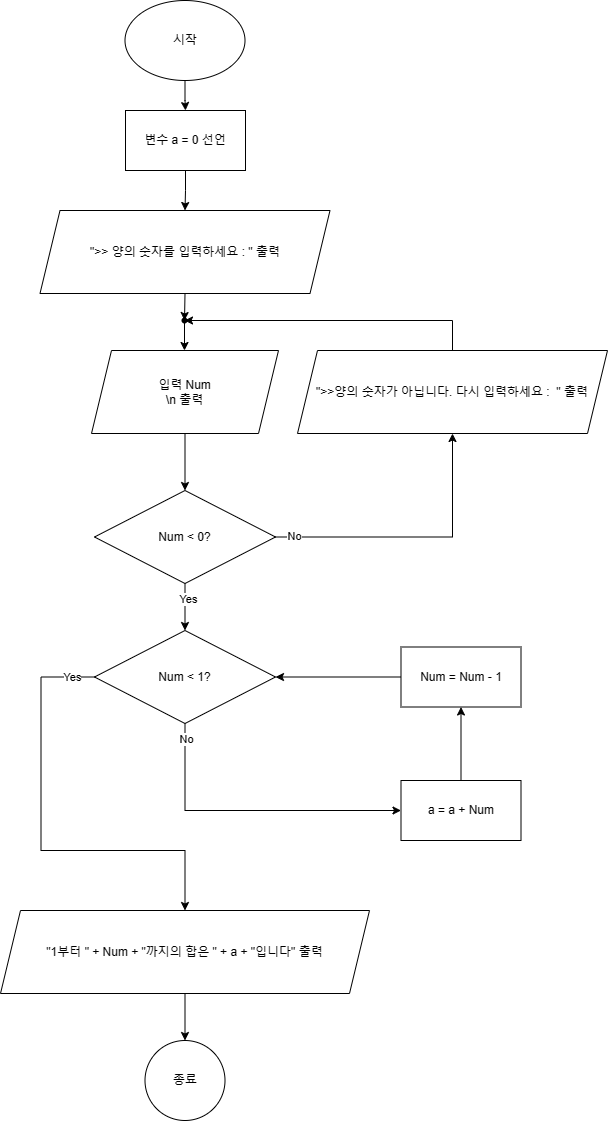 시작
변수 a = 0 선언
">> 양의 숫자를 입력하세요 : " 출력
입력 Num
\n 출력
">>양의 숫자가 아닙니다. 다시 입력하세요 :  " 출력
Num < 0?
No
Yes
Num < 1?
Yes
No
Num = Num - 1
a = a + Num
"1부터 " + Num + "까지의 합은 " + a + "입니다" 출력
종료